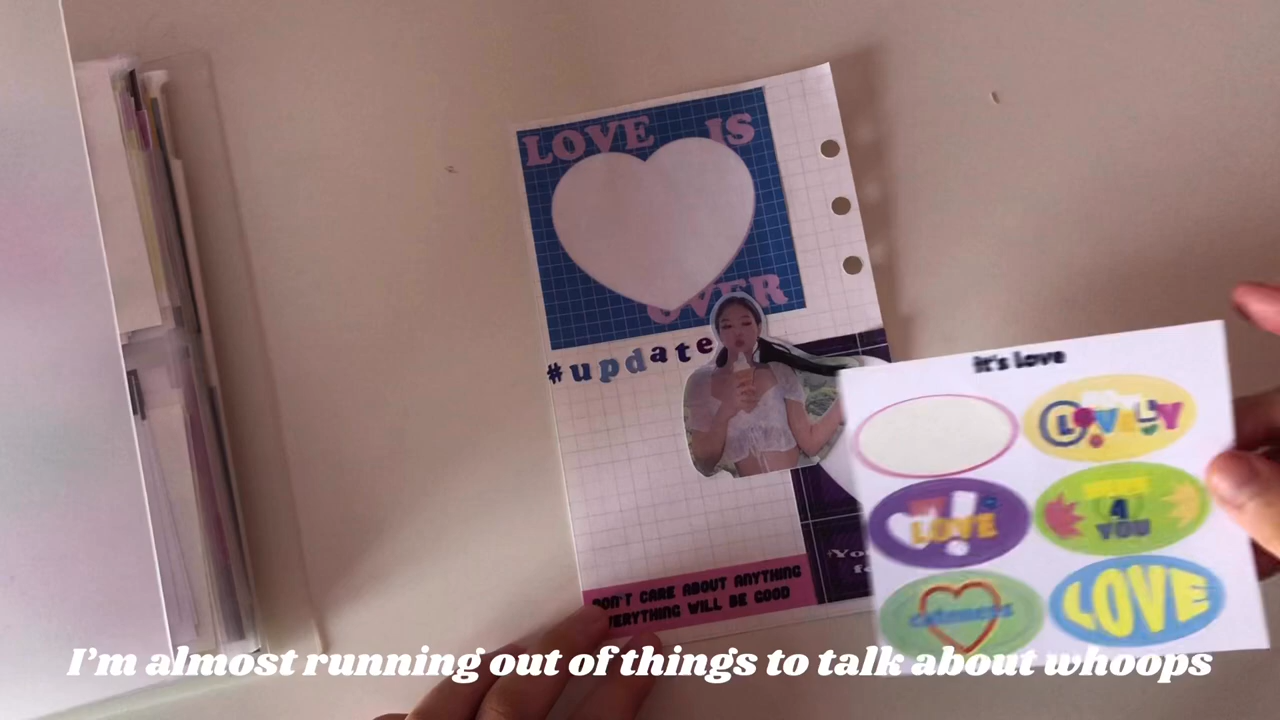 LOVE IS
OVER
#update
DON'T CARE ABOUT ANYTHING
EVERYTHING WILL BE GOOD
it's love
LOVELY
LOVE
4
YOU
LOVE
I'm almost running out of things to talk about whoops